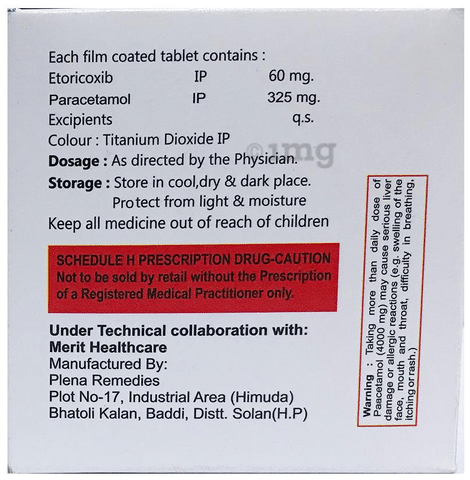 Each film coated tablet contains :
Etoricoxib IP 60 mg.
Paracetamol IP 325 mg.
Excipients q.s.
Colour : Titanium Dioxide IP
©1mg
Dosage : As directed by the Physician.
Storage : Store in cool,dry & dark place.
Protect from light & moisture
Keep all medicine out of reach of children
SCHEDULE H PRESCRIPTION DRUG-CAUTION
Not to be sold by retail without the Prescription
of a Registered Medical Practitioner only.
Under Technical collaboration with:
Merit Healthcare
Manufactured By:
Plena Remedies
Plot No-17, Industrial Area (Himuda)
Bhatoli Kalan, Baddi, Distt. Solan(H.P)
Warning : Taking more than daily dose of
Paacetamol (4000 mg) may cause serious liver
damage or allergic reactions (e.g. swelling of the
face, mouth and throat, difficulty in breathing,
itching or rash.)